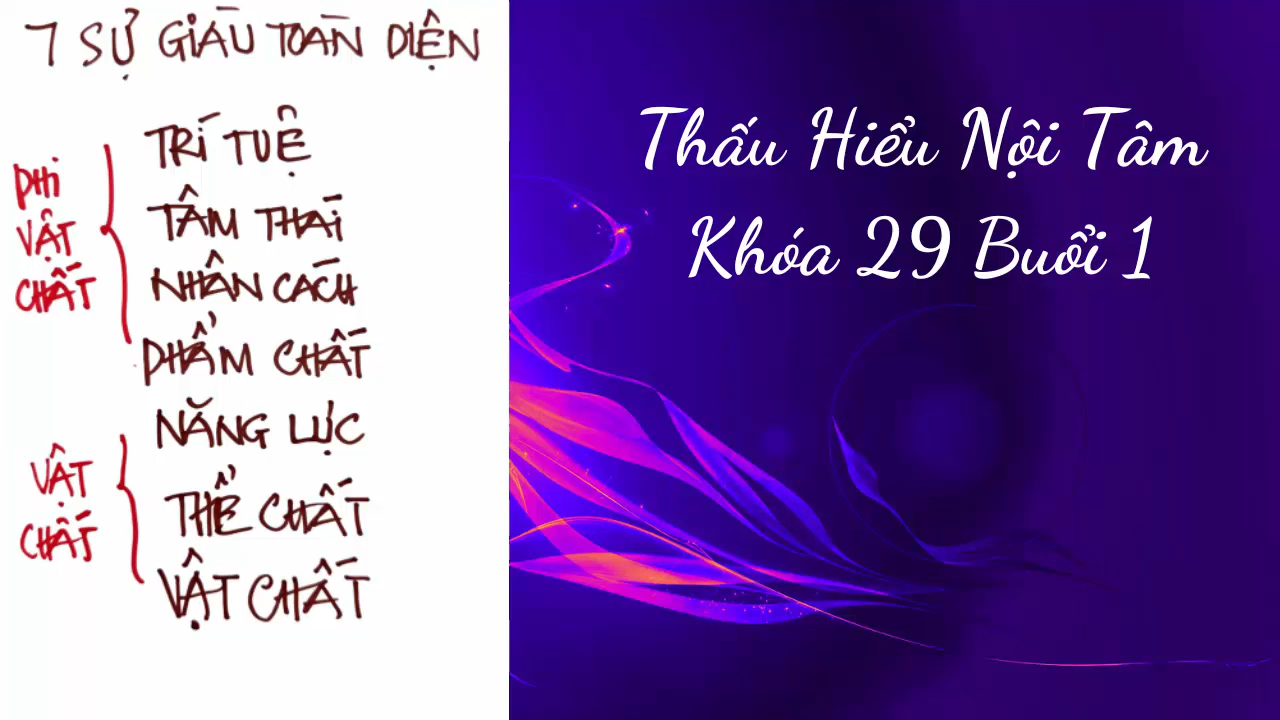 7 SỰ GIÀU TOÀN DIỆN
TRÍ TUỆ
TÂM THÁI
NHÂN CÁCH
PHẨM CHẤT
NĂNG LỰC
THỂ CHẤT
VẬT CHẤT
PHI
VẬT
CHẤT
VẬT
CHẤT
Thấu Hiểu Nội Tâm
Khóa 29 Buổi 1